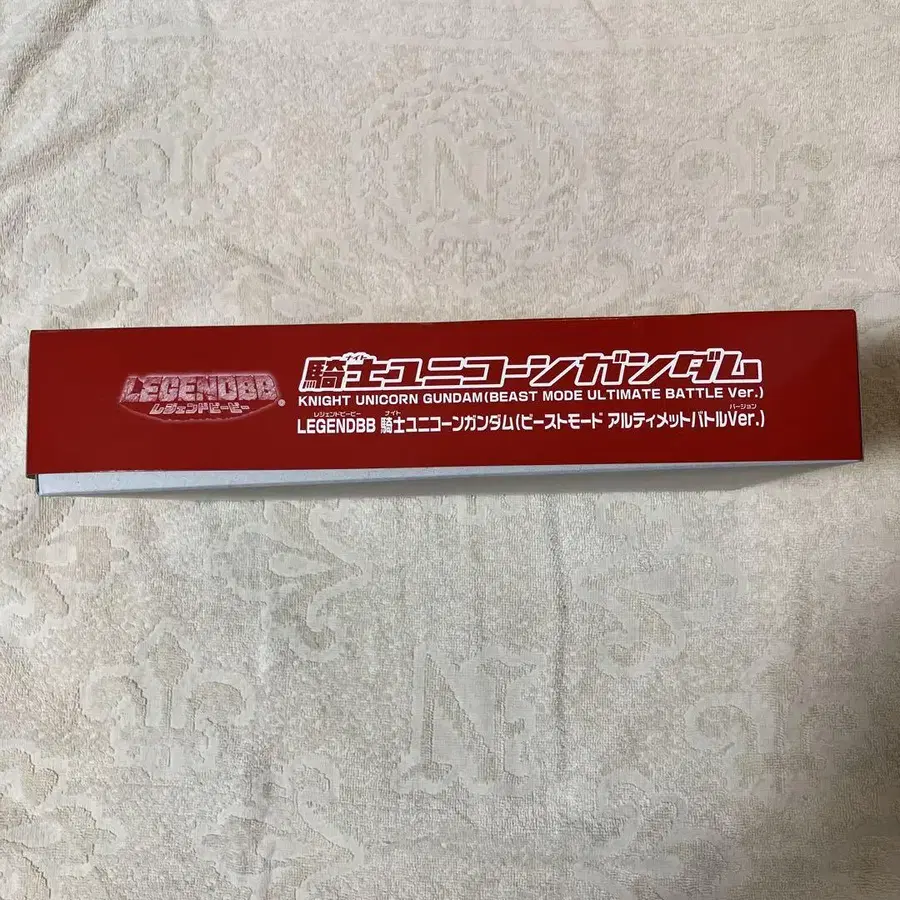 N
LEGENDBB®
レジェンドビービー
ナイト
騎士ユニコーンガンダム
KNIGHT UNICORN GUNDAM(BEAST MODE ULTIMATE BATTLE Ver.)
レジェンドビービー ナイト バージョン
LEGENDBB 騎士ユニコーンガンダム(ビーストモード アルティメットバトルVer.)
N